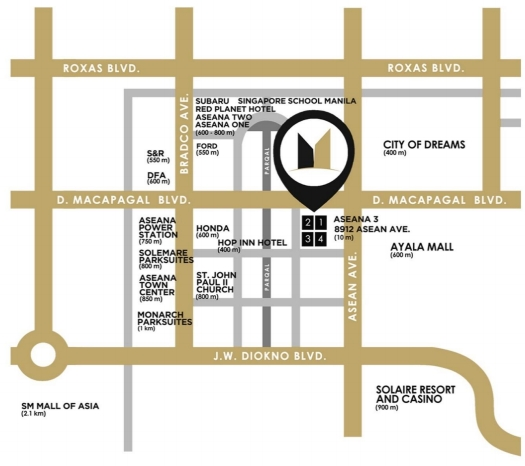 ROXAS BLVD.
ROXAS BLVD.
BRADCO AVE.
SUBARU
SINGAPORE SCHOOL MANILA
RED PLANET HOTEL
ASEANA TWO
ASEANA ONE
(600 - 800 m)
FORD
(550 m)
S&R
(550 m)
DFA
(600 m)
PARQAL
CITY OF DREAMS
(400 m)
D. MACAPAGAL BLVD.
D. MACAPAGAL BLVD.
2 1
3 4
ASEANA 3
8912 ASEAN AVE.
(10 m)
ASEANA
POWER
STATION
(750 m)
HONDA
(600 m)
HOP INN HOTEL
(400 m)
AYALA MALL
(600 m)
SOLEMARE
PARKSUITES
(800 m)
ASEANA
TOWN
CENTER
(850 m)
ST. JOHN
PAUL II
CHURCH
(800 m)
PARQAL
ASEAN AVE.
MONARCH
PARKSUITES
(1 km)
J.W. DIOKNO BLVD.
SOLAIRE RESORT
AND CASINO
(900 m)
SM MALL OF ASIA
(2.1 km)